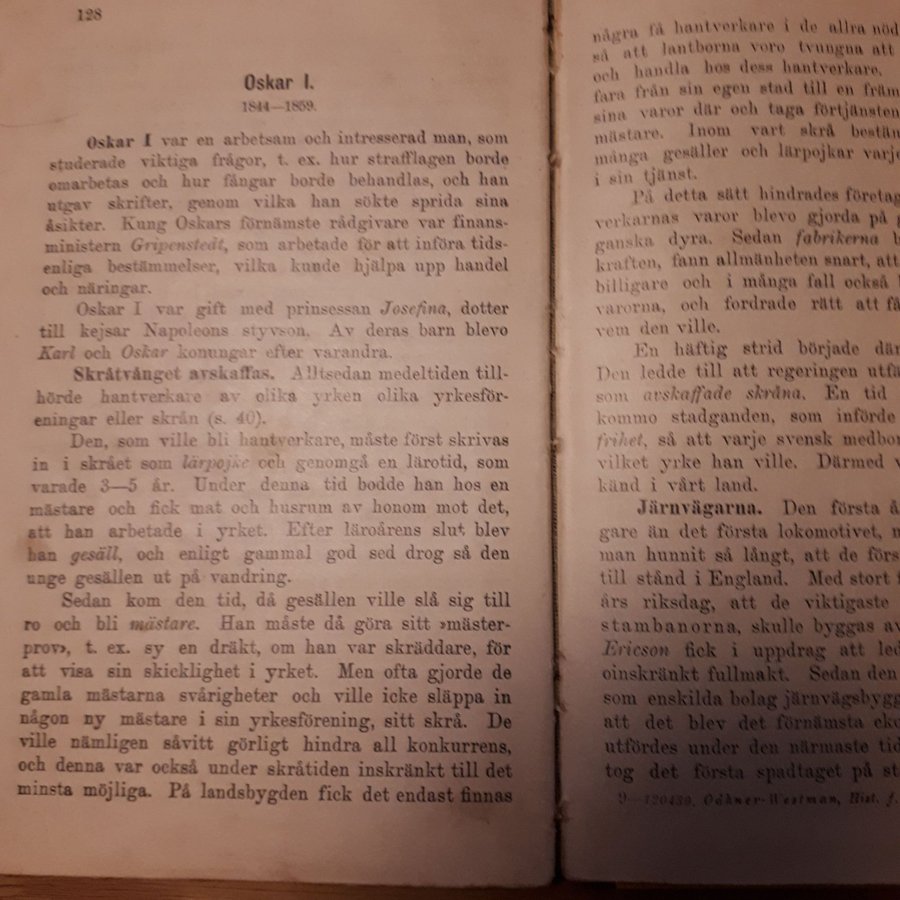 128
Oskar I.
1844—1859.
Oskar I var en arbetsam och intresserad man, som
studerade viktiga frågor, t. ex. hur strafflagen borde
omarbetas och hur fångar borde behandlas, och han
utgav skrifter, genom vilka han sökte sprida sina
åsikter. Kung Oskars förnämste rådgivare var finans-
ministern Gripenstedt, som arbetade för att införa tids-
enliga bestämmelser, vilka kunde hjälpa upp handel
och näringar.
Oskar I var gift med prinsessan Josefina, dotter
till kejsar Napoleons styvson. Av deras barn blevo
Karl och Oskar konungar efter varandra.
Skråtvånget avskaffas. Alltsedan medeltiden till-
hörde hantverkare av olika yrken olika yrkesför-
eningar eller skrån (s. 40).
Den, som ville bli hantverkare, måste först skrivas
in i skrået som lärpojke och genomgå en lärotid, som
varade 3—5 år. Under denna tid bodde han hos en
mästare och fick mat och husrum av honom mot det,
att han arbetade i yrket. Efter läroårens slut blev
han gesäll, och enligt gammal god sed drog så den
unge gesällen ut på vandring.
Sedan kom den tid, då gesällen ville slå sig till
ro och bli mästare. Han måste då göra sitt »mäster-
prov», t. ex. sy en dräkt, om han var skräddare, för
att visa sin skicklighet i yrket. Men ofta gjorde de
gamla mästarna svårigheter och ville icke släppa in
någon ny mästare i sin yrkesförening, sitt skrå. De
ville nämligen såvitt görligt hindra all konkurrens,
och denna var också under skråtiden inskränkt till det
minsta möjliga. På landsbygden fick det endast finnas
några få hantverkare i de allra nöd
så att lantborna voro tvungna att
och handla hos dess hantverkare.
fara från sin egen stad till en främ
sina varor där och taga förtjänsten
mästare. Inom vart skrå bestäm
många gesäller och lärpojkar varje
i sin tjänst.
På detta sätt hindrades företag
verkarnas varor blevo gjorda på g
ganska dyra. Sedan fabrikerna b
kraften, fann allmänheten snart, att
billigare och i många fall också
varorna, och fordrade rätt att få
vem den ville.
En häftig strid började där
Den ledde till att regeringen utfä
som avskaffade skråna. En tid
kommo stadganden, som införde
frihet, så att varje svensk medbor
vilket yrke han ville. Därmed v
känd i vårt land.
Järnvägarna. Den första å
gare än det första lokomotivet, m
man hunnit så långt, att de förs
till stånd i England. Med stort
års riksdag, att de viktigaste
stambanorna, skulle byggas av
Ericson fick i uppdrag att led
oinskränkt fullmakt. Sedan den
som enskilda bolag järnvägsbygg
att det blev det förnämsta eko
utfördes under den närmaste tid
tog det första spadtaget på st
9—120439. Odhner-Westman, Hist. f.